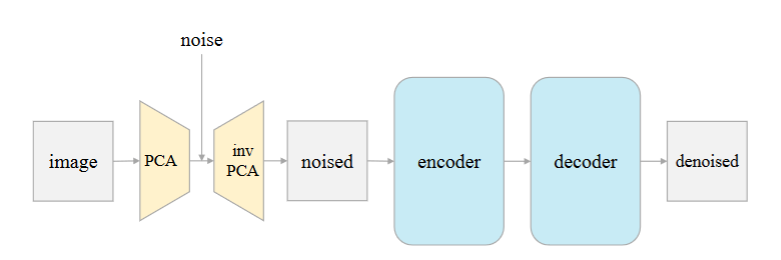 noise
image
PCA
inv
PCA
noised
encoder
decoder
denoised